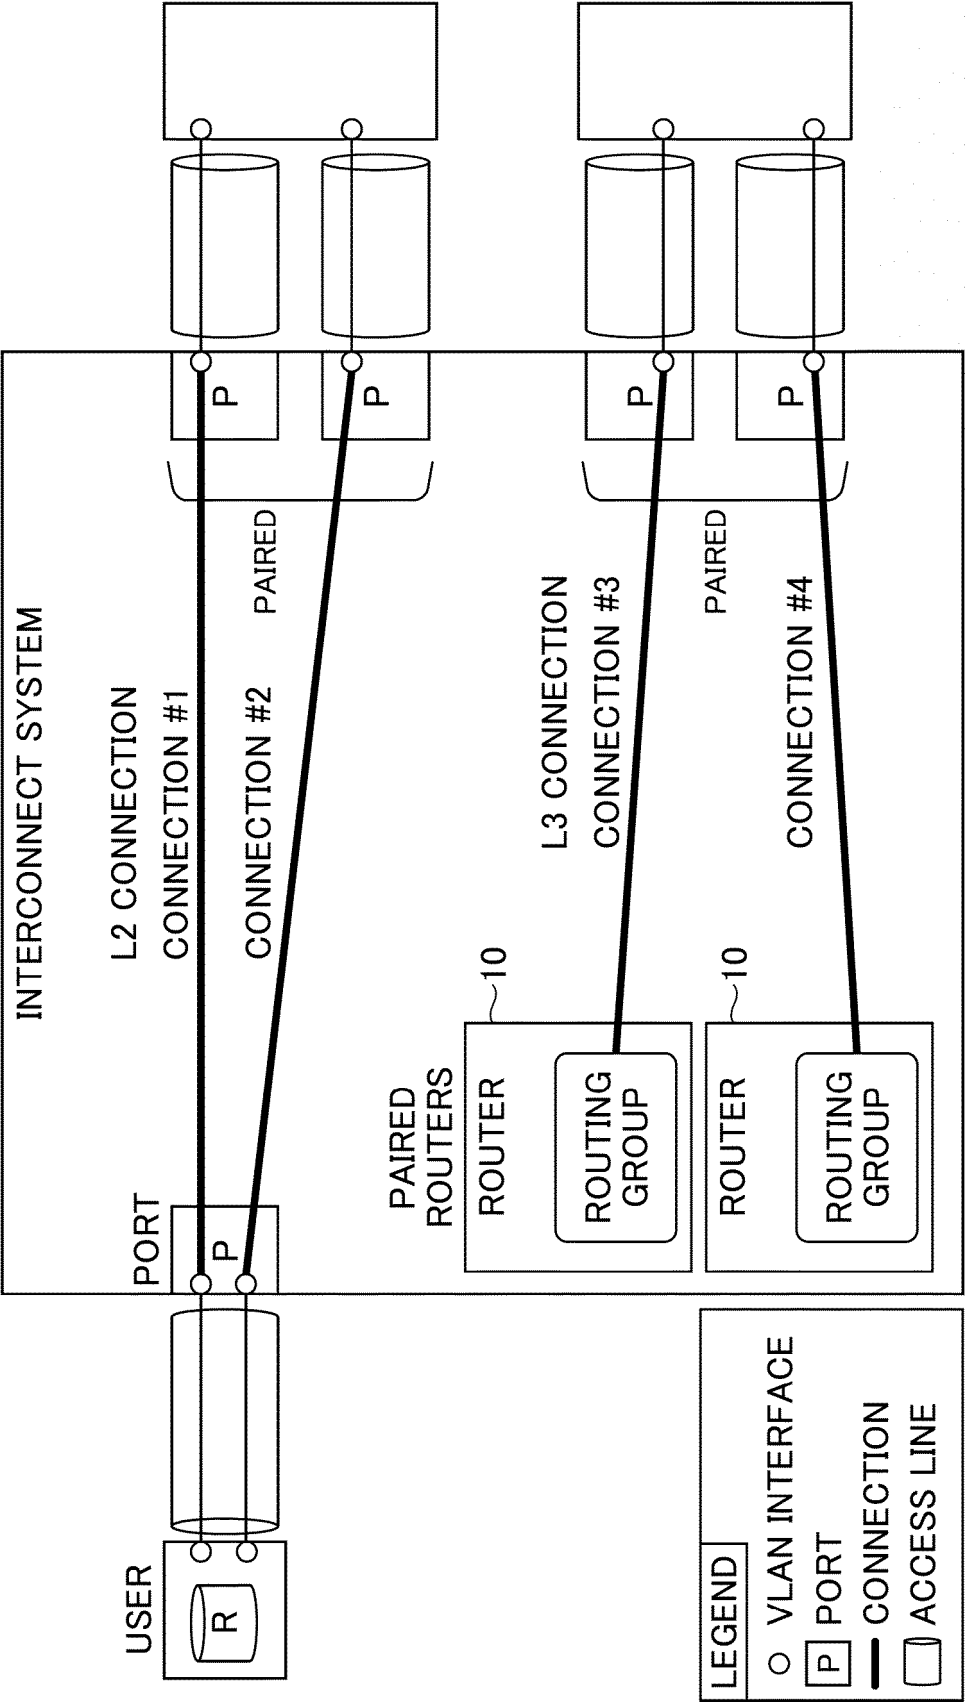 INTERCONNECT SYSTEM
USER
R
PORT
P
L2 CONNECTION
CONNECTION #1
CONNECTION #2
P
P
PAIRED
PAIRED
ROUTERS
ROUTER
10
ROUTING
GROUP
L3 CONNECTION
CONNECTION #3
P
PAIRED
ROUTER
10
ROUTING
GROUP
CONNECTION #4
P
LEGEND
VLAN INTERFACE
P PORT
CONNECTION
ACCESS LINE